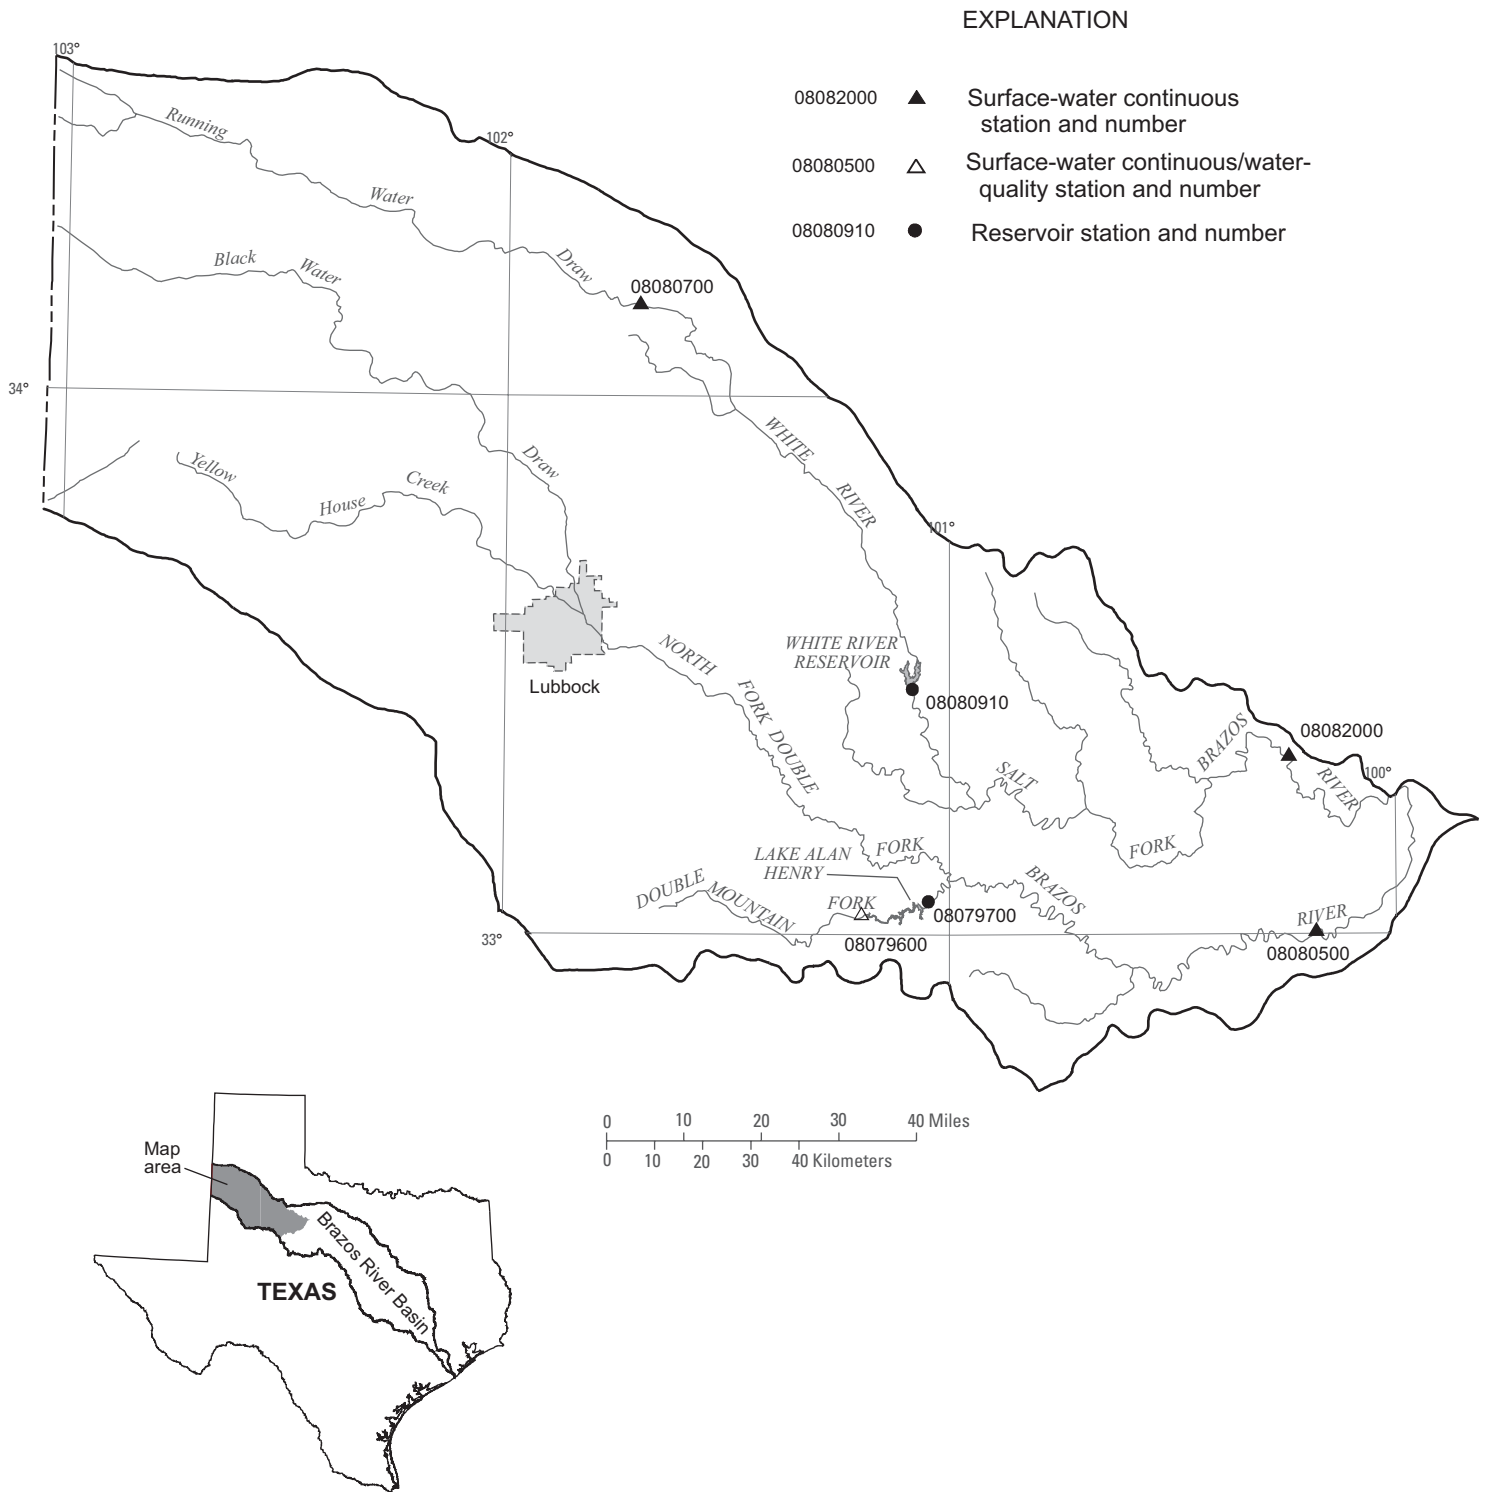 EXPLANATION
08082000
Surface-water continuous
station and number
08080500
Surface-water continuous/water-
quality station and number
08080910
Reservoir station and number
103°
102°
101°
100°
34°
33°
Running
Water
Draw
08080700
Black
Water
Draw
Yellow
House
Creek
WHITE
RIVER
Lubbock
NORTH
FORK DOUBLE
WHITE RIVER
RESERVOIR
08080910
SALT
FORK
BRAZOS
RIVER
08082000
FORK
BRAZOS
RIVER
LAKE ALAN
HENRY
DOUBLE
MOUNTAIN
FORK
08079700
08079600
08080500
0
10
20
30
40 Miles
0
10
20
30
40 Kilometers
Map
area
Brazos River Basin
TEXAS